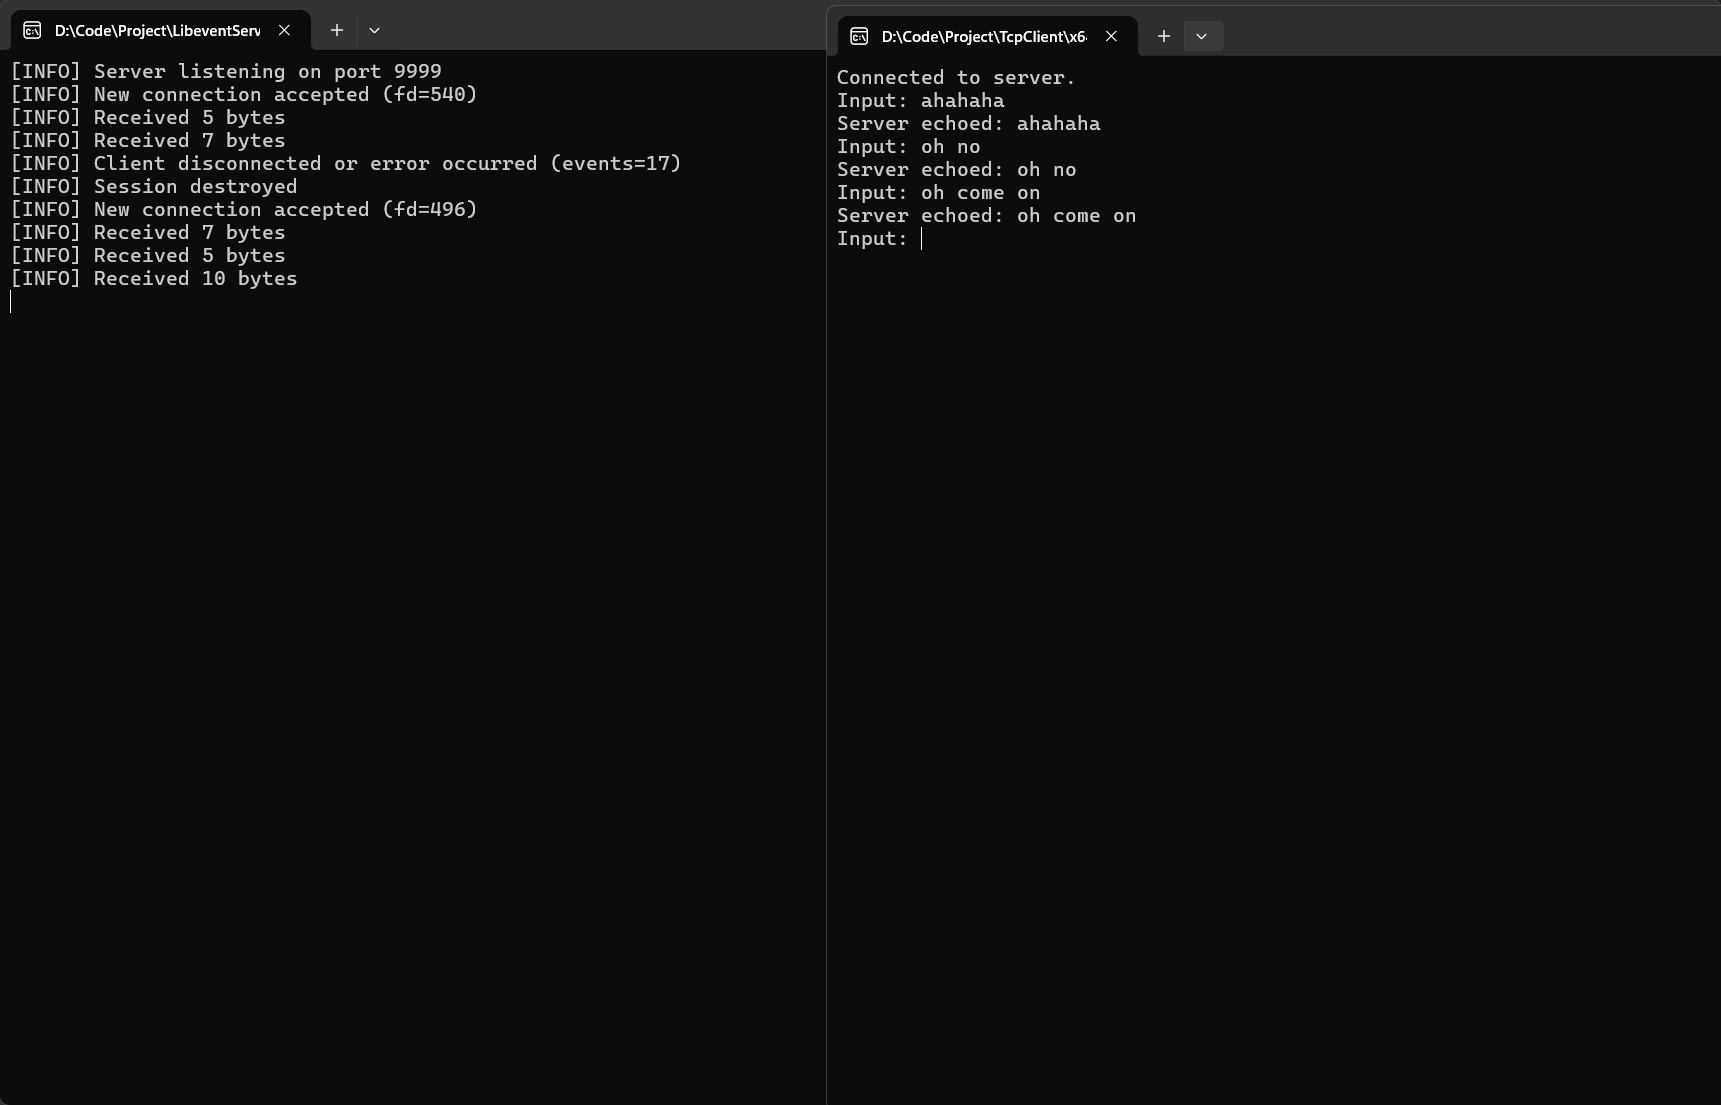 D:\Code\Project\LibeventServ
[INFO] Server listening on port 9999
[INFO] New connection accepted (fd=540)
[INFO] Received 5 bytes
[INFO] Received 7 bytes
[INFO] Client disconnected or error occurred (events=17)
[INFO] Session destroyed
[INFO] New connection accepted (fd=496)
[INFO] Received 7 bytes
[INFO] Received 5 bytes
[INFO] Received 10 bytes
D:\Code\Project\TcpClient\x6
Connected to server.
Input: ahahaha
Server echoed: ahahaha
Input: oh no
Server echoed: oh no
Input: oh come on
Server echoed: oh come on
Input: